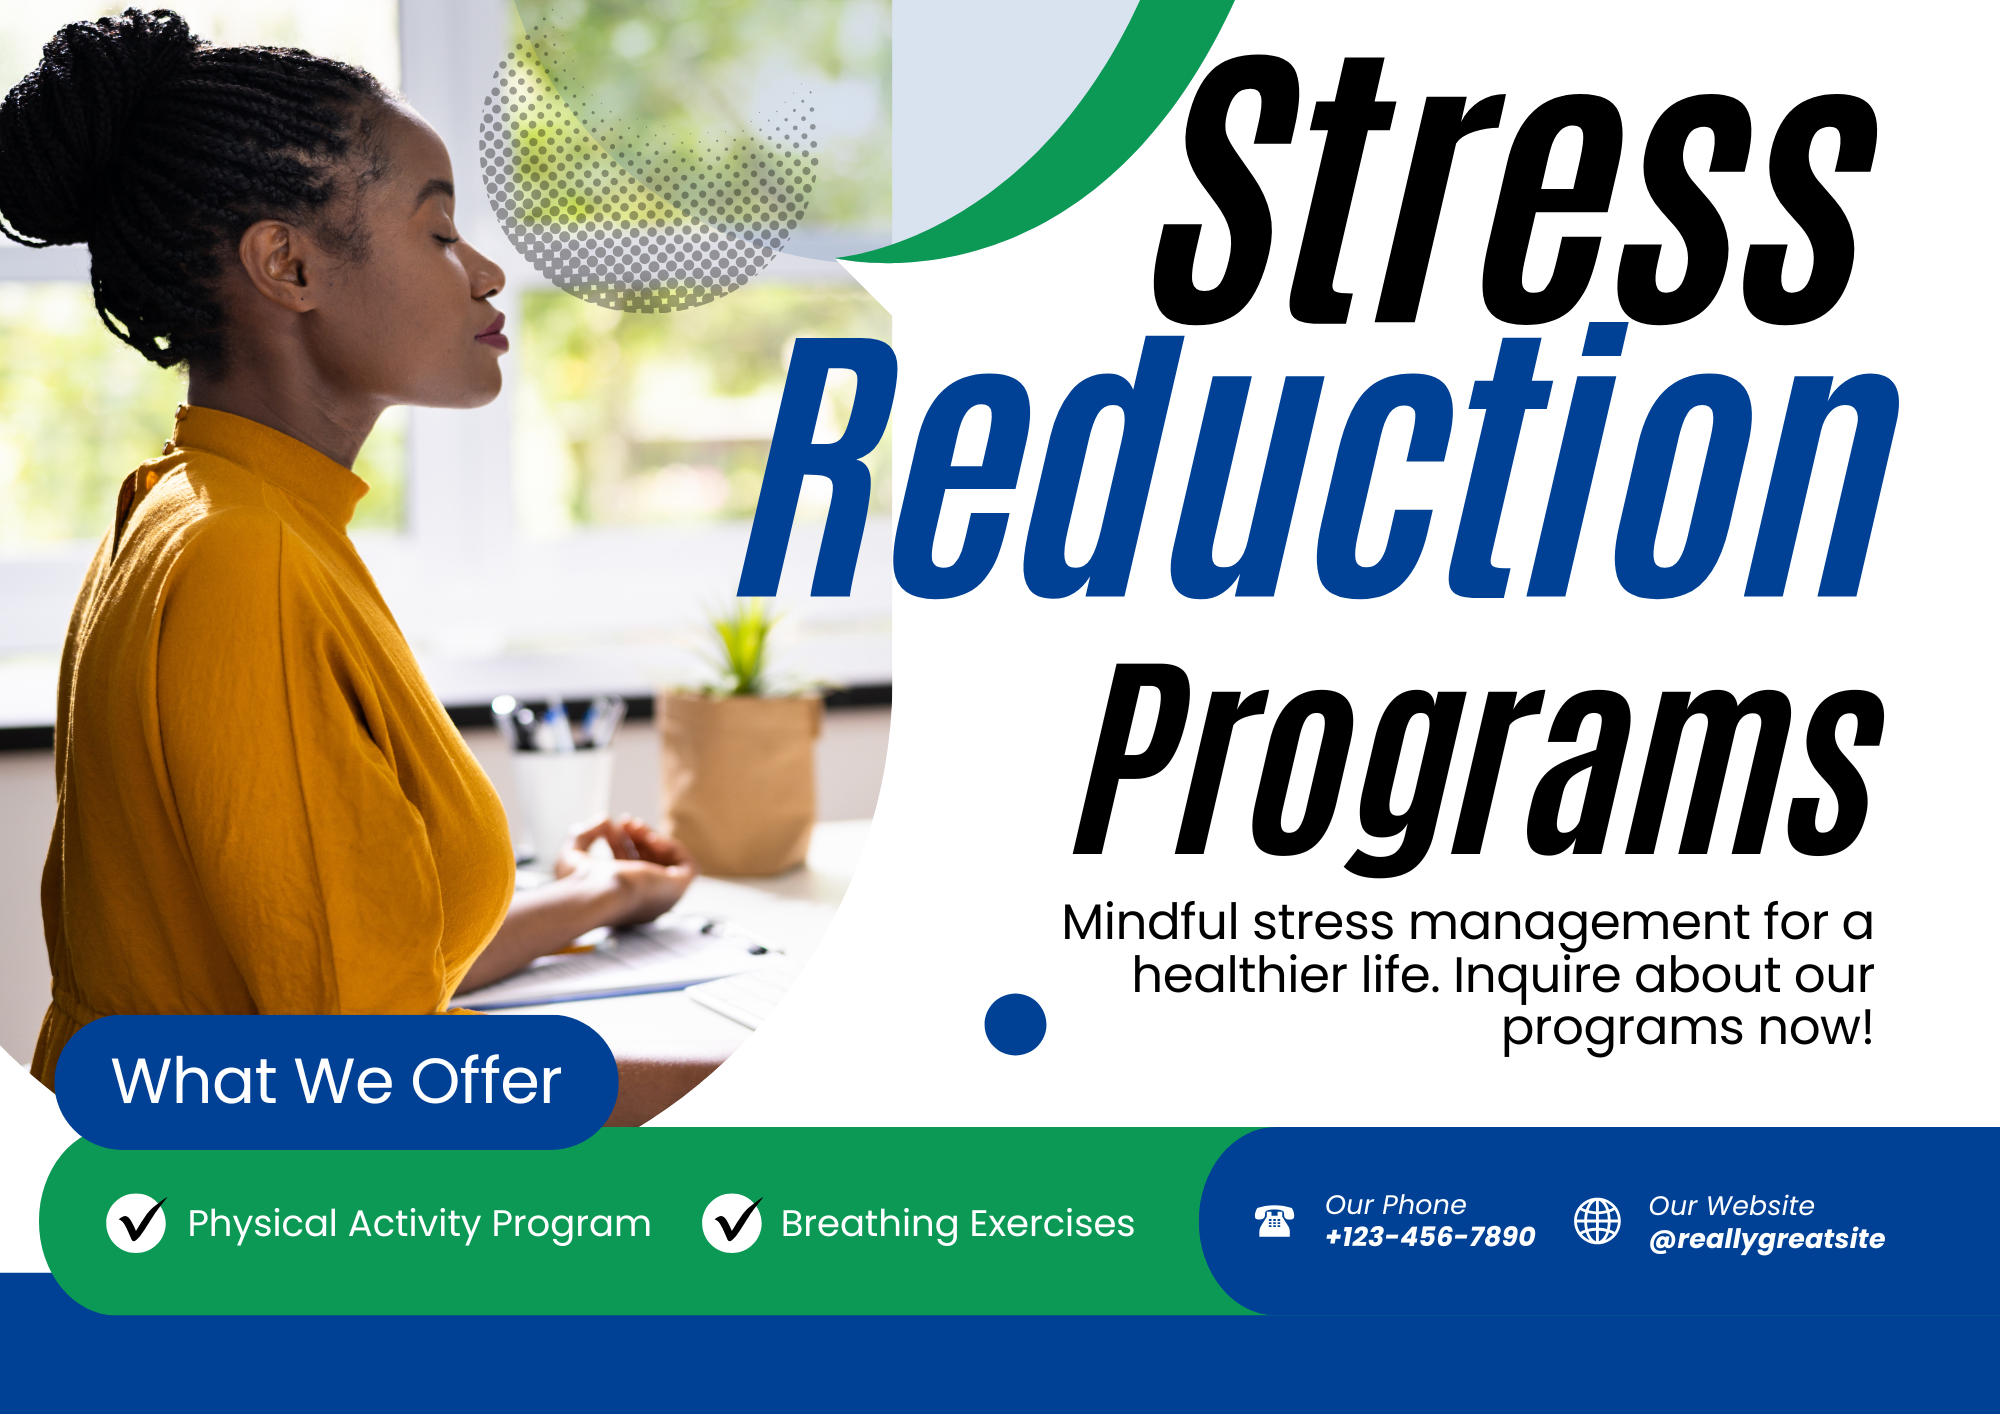 Stress
Reduction
Programs
Mindful stress management for a
healthier life. Inquire about our
programs now!
What We Offer
Physical Activity Program
Breathing Exercises
Our Phone
+123-456-7890
Our Website
@reallygreatsite